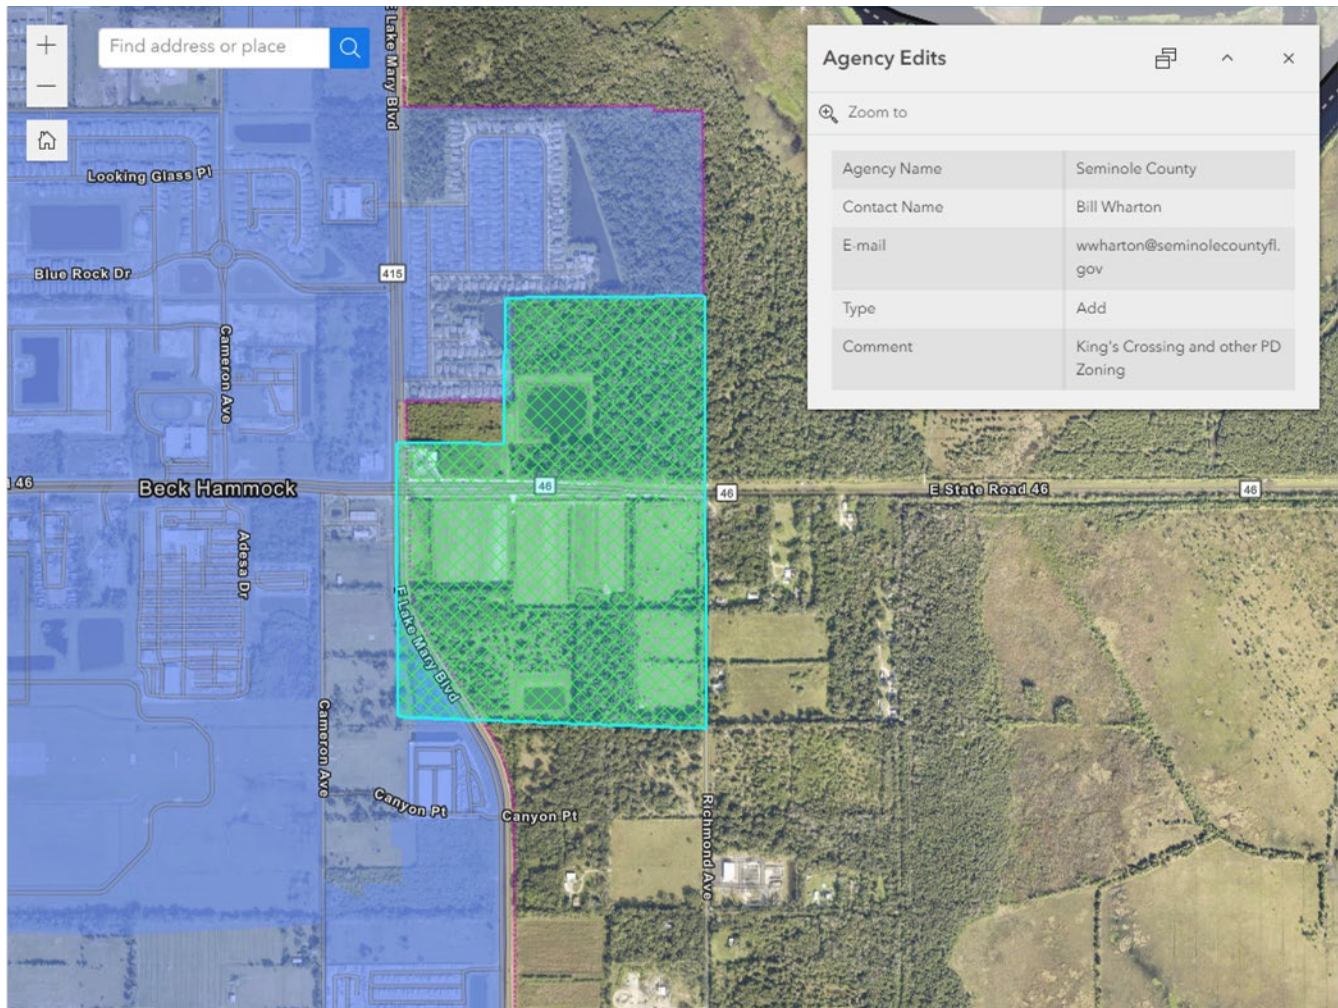 E Lake Mary Blvd
Find address or place
Agency Edits
Zoom to
Agency Name Seminole County
Contact Name Bill Wharton
E-mail wwharton@seminolecountyfl.
gov
Type Add
Comment King's Crossing and other PD
Zoning
Looking Glass Pl
Blue Rock Dr
415
Cameron Ave
46
Beck Hammock
46
46
E State Road 46
46
Adesa Dr
E Lake Mary Blvd
Cameron Ave
Canyon Pt
Canyon Pt
Richmond Ave